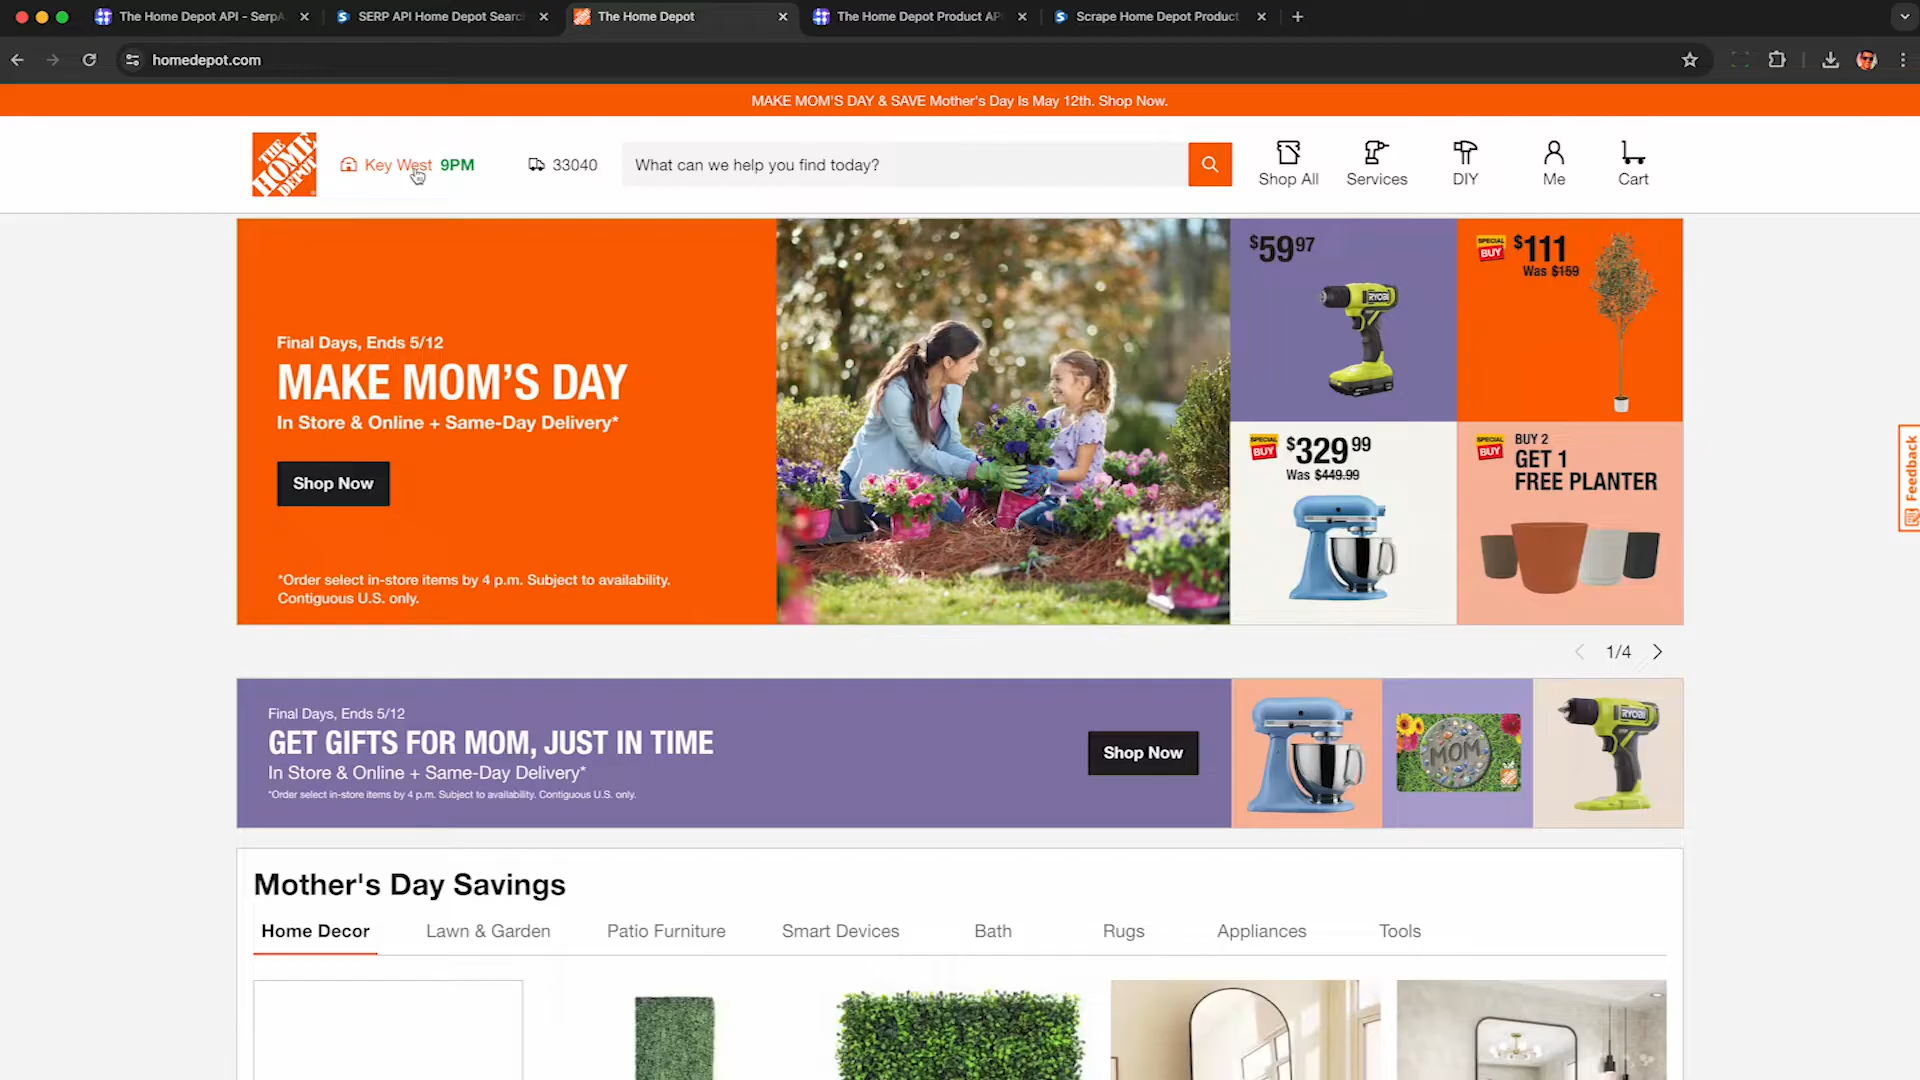 The Home Depot API - SerpA
SERP API Home Depot Searc
The Home Depot
The Home Depot Product AP
Scrape Home Depot Product
homedepot.com
MAKE MOM'S DAY & SAVE Mother's Day Is May 12th. Shop Now.
THE HOME DEPOT
Key West 9PM
33040
What can we help you find today?
Shop All
Services
DIY
Me
Cart
Final Days, Ends 5/12
MAKE MOM'S DAY
In Store & Online + Same-Day Delivery*
Shop Now
*Order select in-store items by 4 p.m. Subject to availability.
Contiguous U.S. only.
$59 97
RYOBI
SPECIAL BUY
$111
Was $159
SPECIAL BUY
$329 99
Was $449.99
SPECIAL BUY
BUY 2
GET 1
FREE PLANTER
Feedback
1/4
Final Days, Ends 5/12
GET GIFTS FOR MOM, JUST IN TIME
In Store & Online + Same-Day Delivery*
*Order select in-store items by 4 p.m. Subject to availability. Contiguous U.S. only.
Shop Now
MOM
RYOBI
Mother's Day Savings
Home Decor
Lawn & Garden
Patio Furniture
Smart Devices
Bath
Rugs
Appliances
Tools